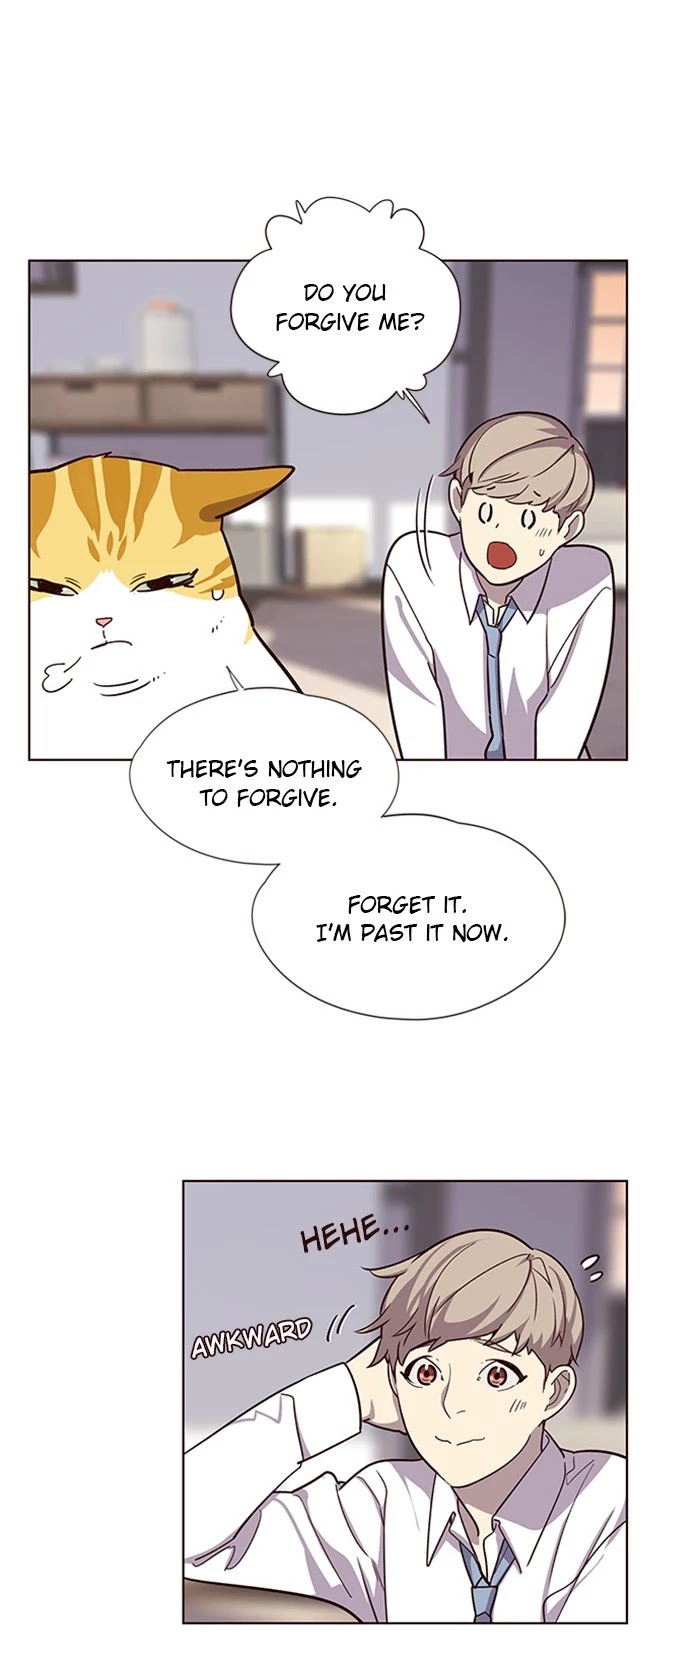 DO YOU
FORGIVE ME?
THERE'S NOTHING
TO FORGIVE.
FORGET IT.
I'M PAST IT NOW.
HEHE...
AWKWARD